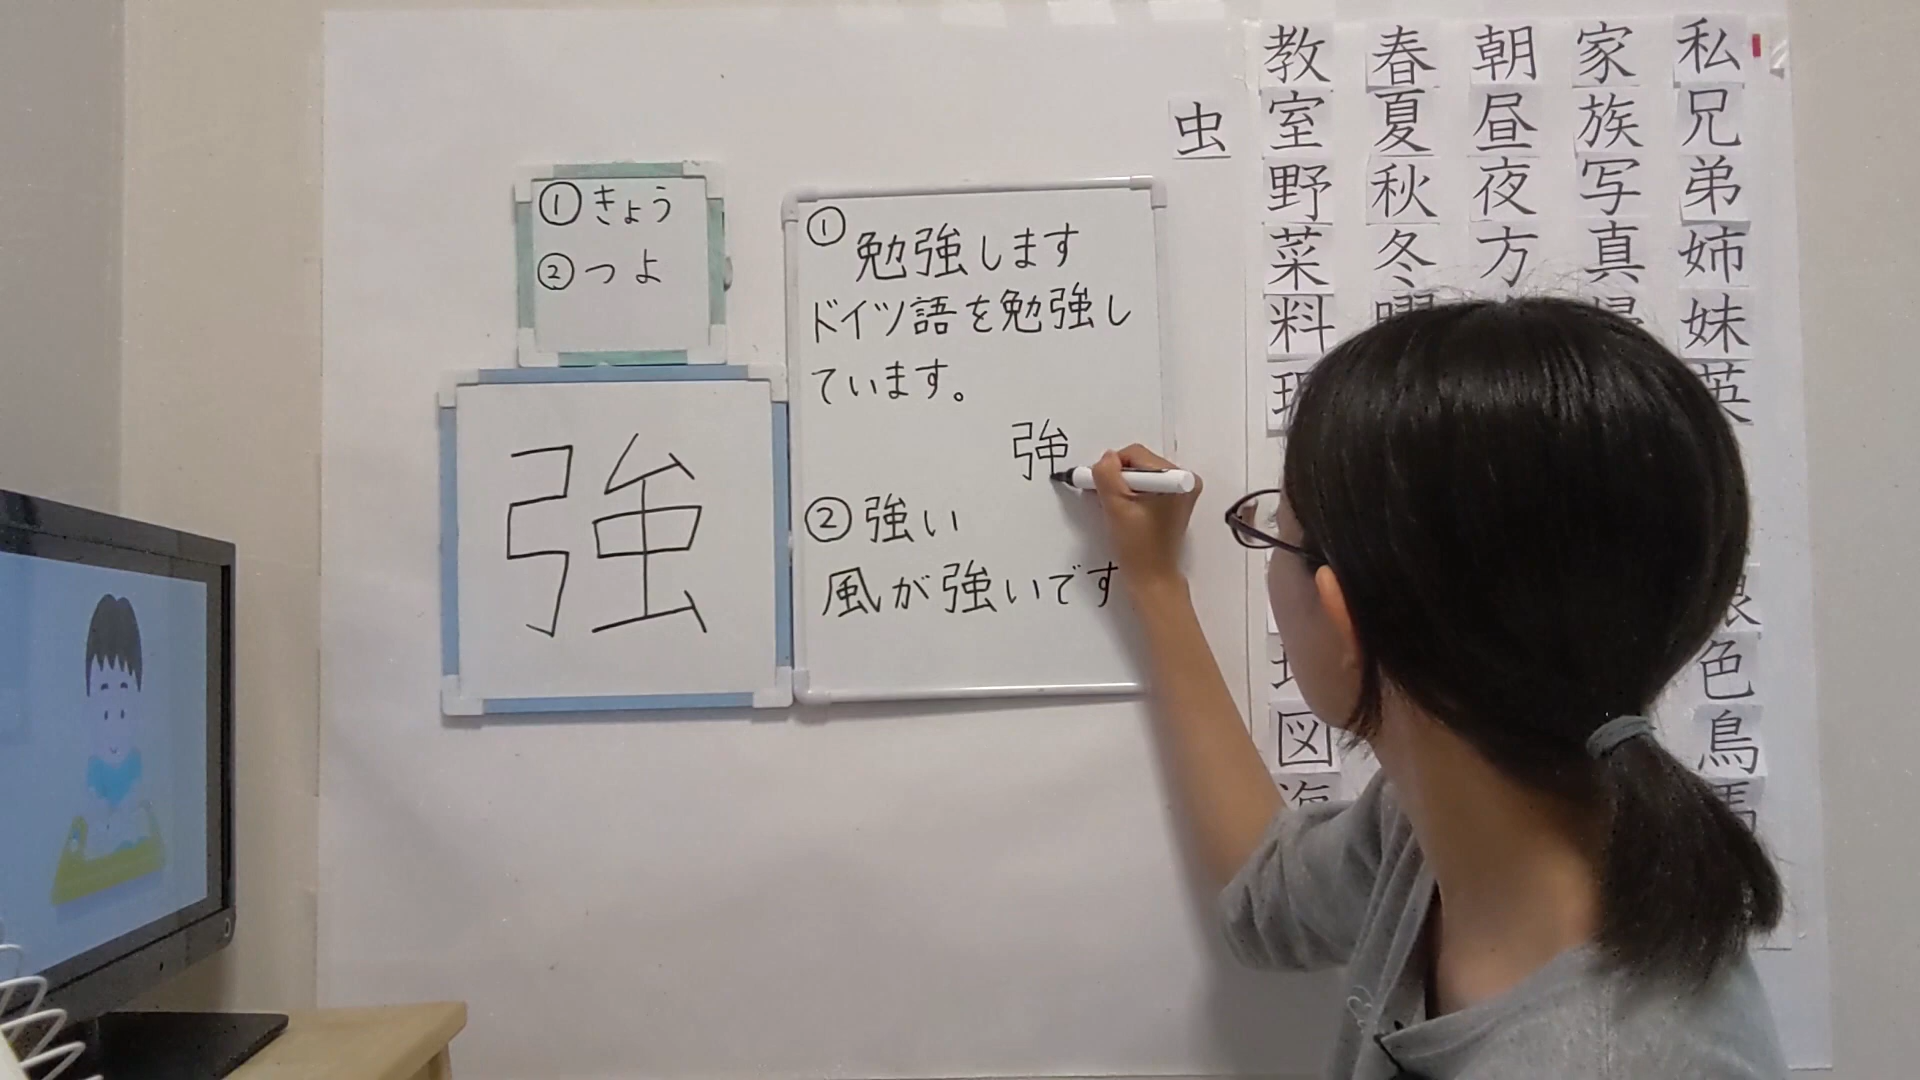 ①きょう
②つよ
強
①
勉強します
ドイツ語を勉強し
ています。
強
②強い
風が強いです
虫
教室野菜料
図
春夏秋冬曜
朝昼夜方
家族写真
私兄弟姉妹英
銀色鳥